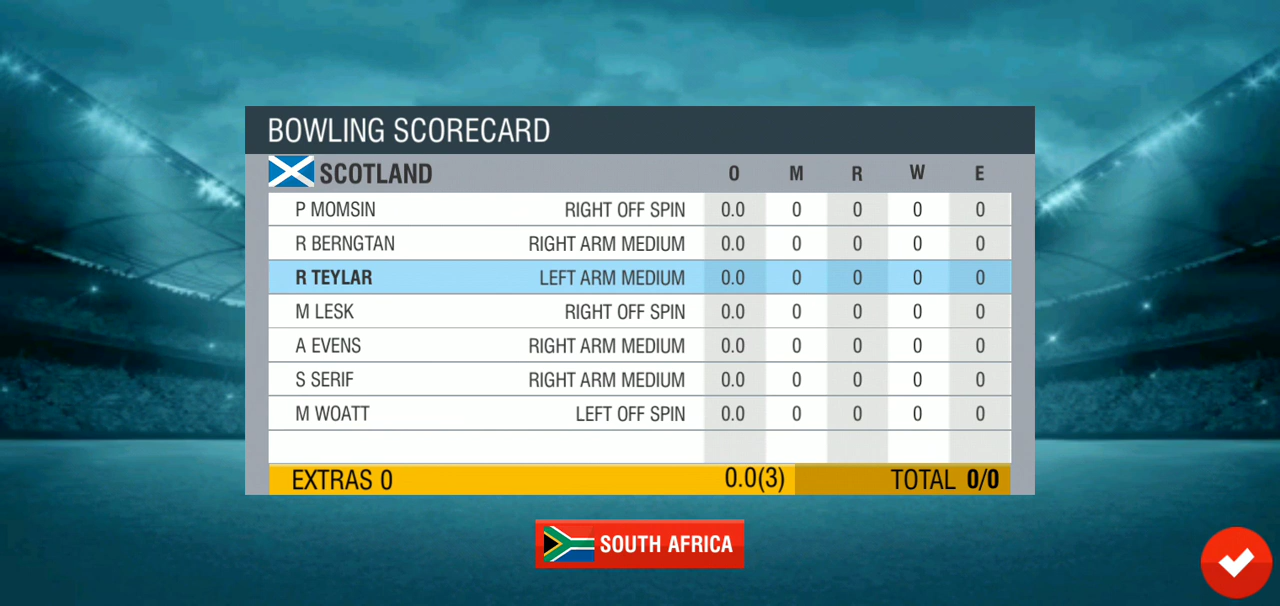 BOWLING SCORECARD
SCOTLAND O M R W E
P MOMSIN RIGHT OFF SPIN 0.0 0 0 0 0
R BERNGTAN RIGHT ARM MEDIUM 0.0 0 0 0 0
R TEYLAR LEFT ARM MEDIUM 0.0 0 0 0 0
M LESK RIGHT OFF SPIN 0.0 0 0 0 0
A EVENS RIGHT ARM MEDIUM 0.0 0 0 0 0
S SERIF RIGHT ARM MEDIUM 0.0 0 0 0 0
M WOATT LEFT OFF SPIN 0.0 0 0 0 0
EXTRAS 0 0.0(3) TOTAL 0/0
SOUTH AFRICA